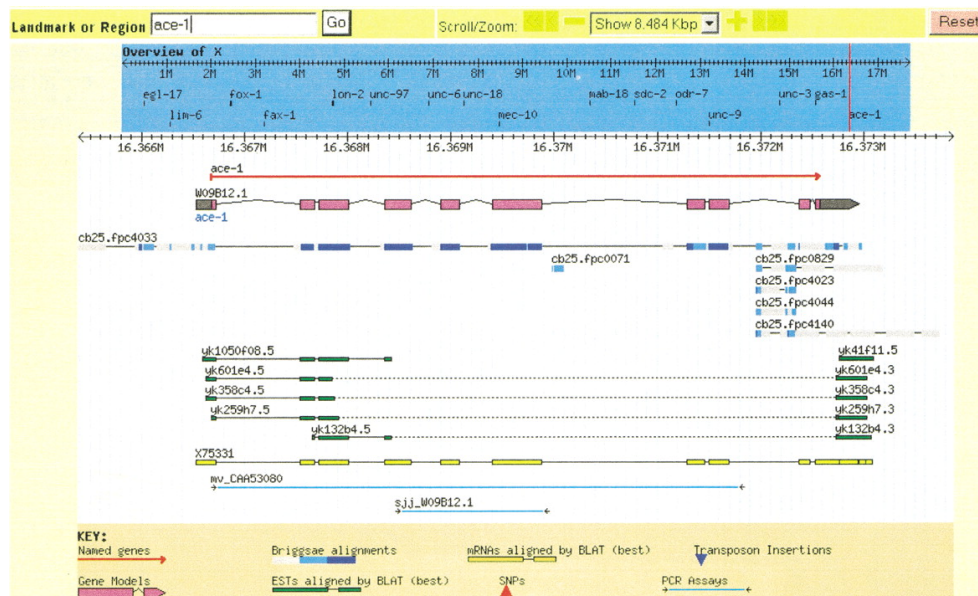 Landmark or Region ace-1 Go Scroll/Zoom: Show 8.484 Kbp Reset
Overview of X
1M 2M 3M 4M 5M 6M 7M 8M 9M 10M 11M 12M 13M 14M 15M 16M 17M
egl-17 fox-1 lon-2 unc-97 unc-6 unc-18 mab-18 sdc-2 odr-7 unc-3 gas-1
lim-6 fax-1 mec-10 unc-9 ace-1
16.366M 16.367M 16.368M 16.369M 16.37M 16.371M 16.372M 16.373M
ace-1
W09B12.1
ace-1
cb25.fpc4033
cb25.fpc0071 cb25.fpc0829
cb25.fpc4023
cb25.fpc4044
cb25.fpc4140
yk1050f08.5 yk41f11.5
yk601e4.5 yk601e4.3
yk358c4.5 yk358c4.3
yk259h7.5 yk259h7.3
yk132b4.5 yk132b4.3
X75331
mv_CAA53080
sjj_W09B12.1
KEY:
Named genes Briggsae alignments mRNAs aligned by BLAT (best) Transposon Insertions
Gene Models ESTs aligned by BLAT (best) SNPs PCR Assays